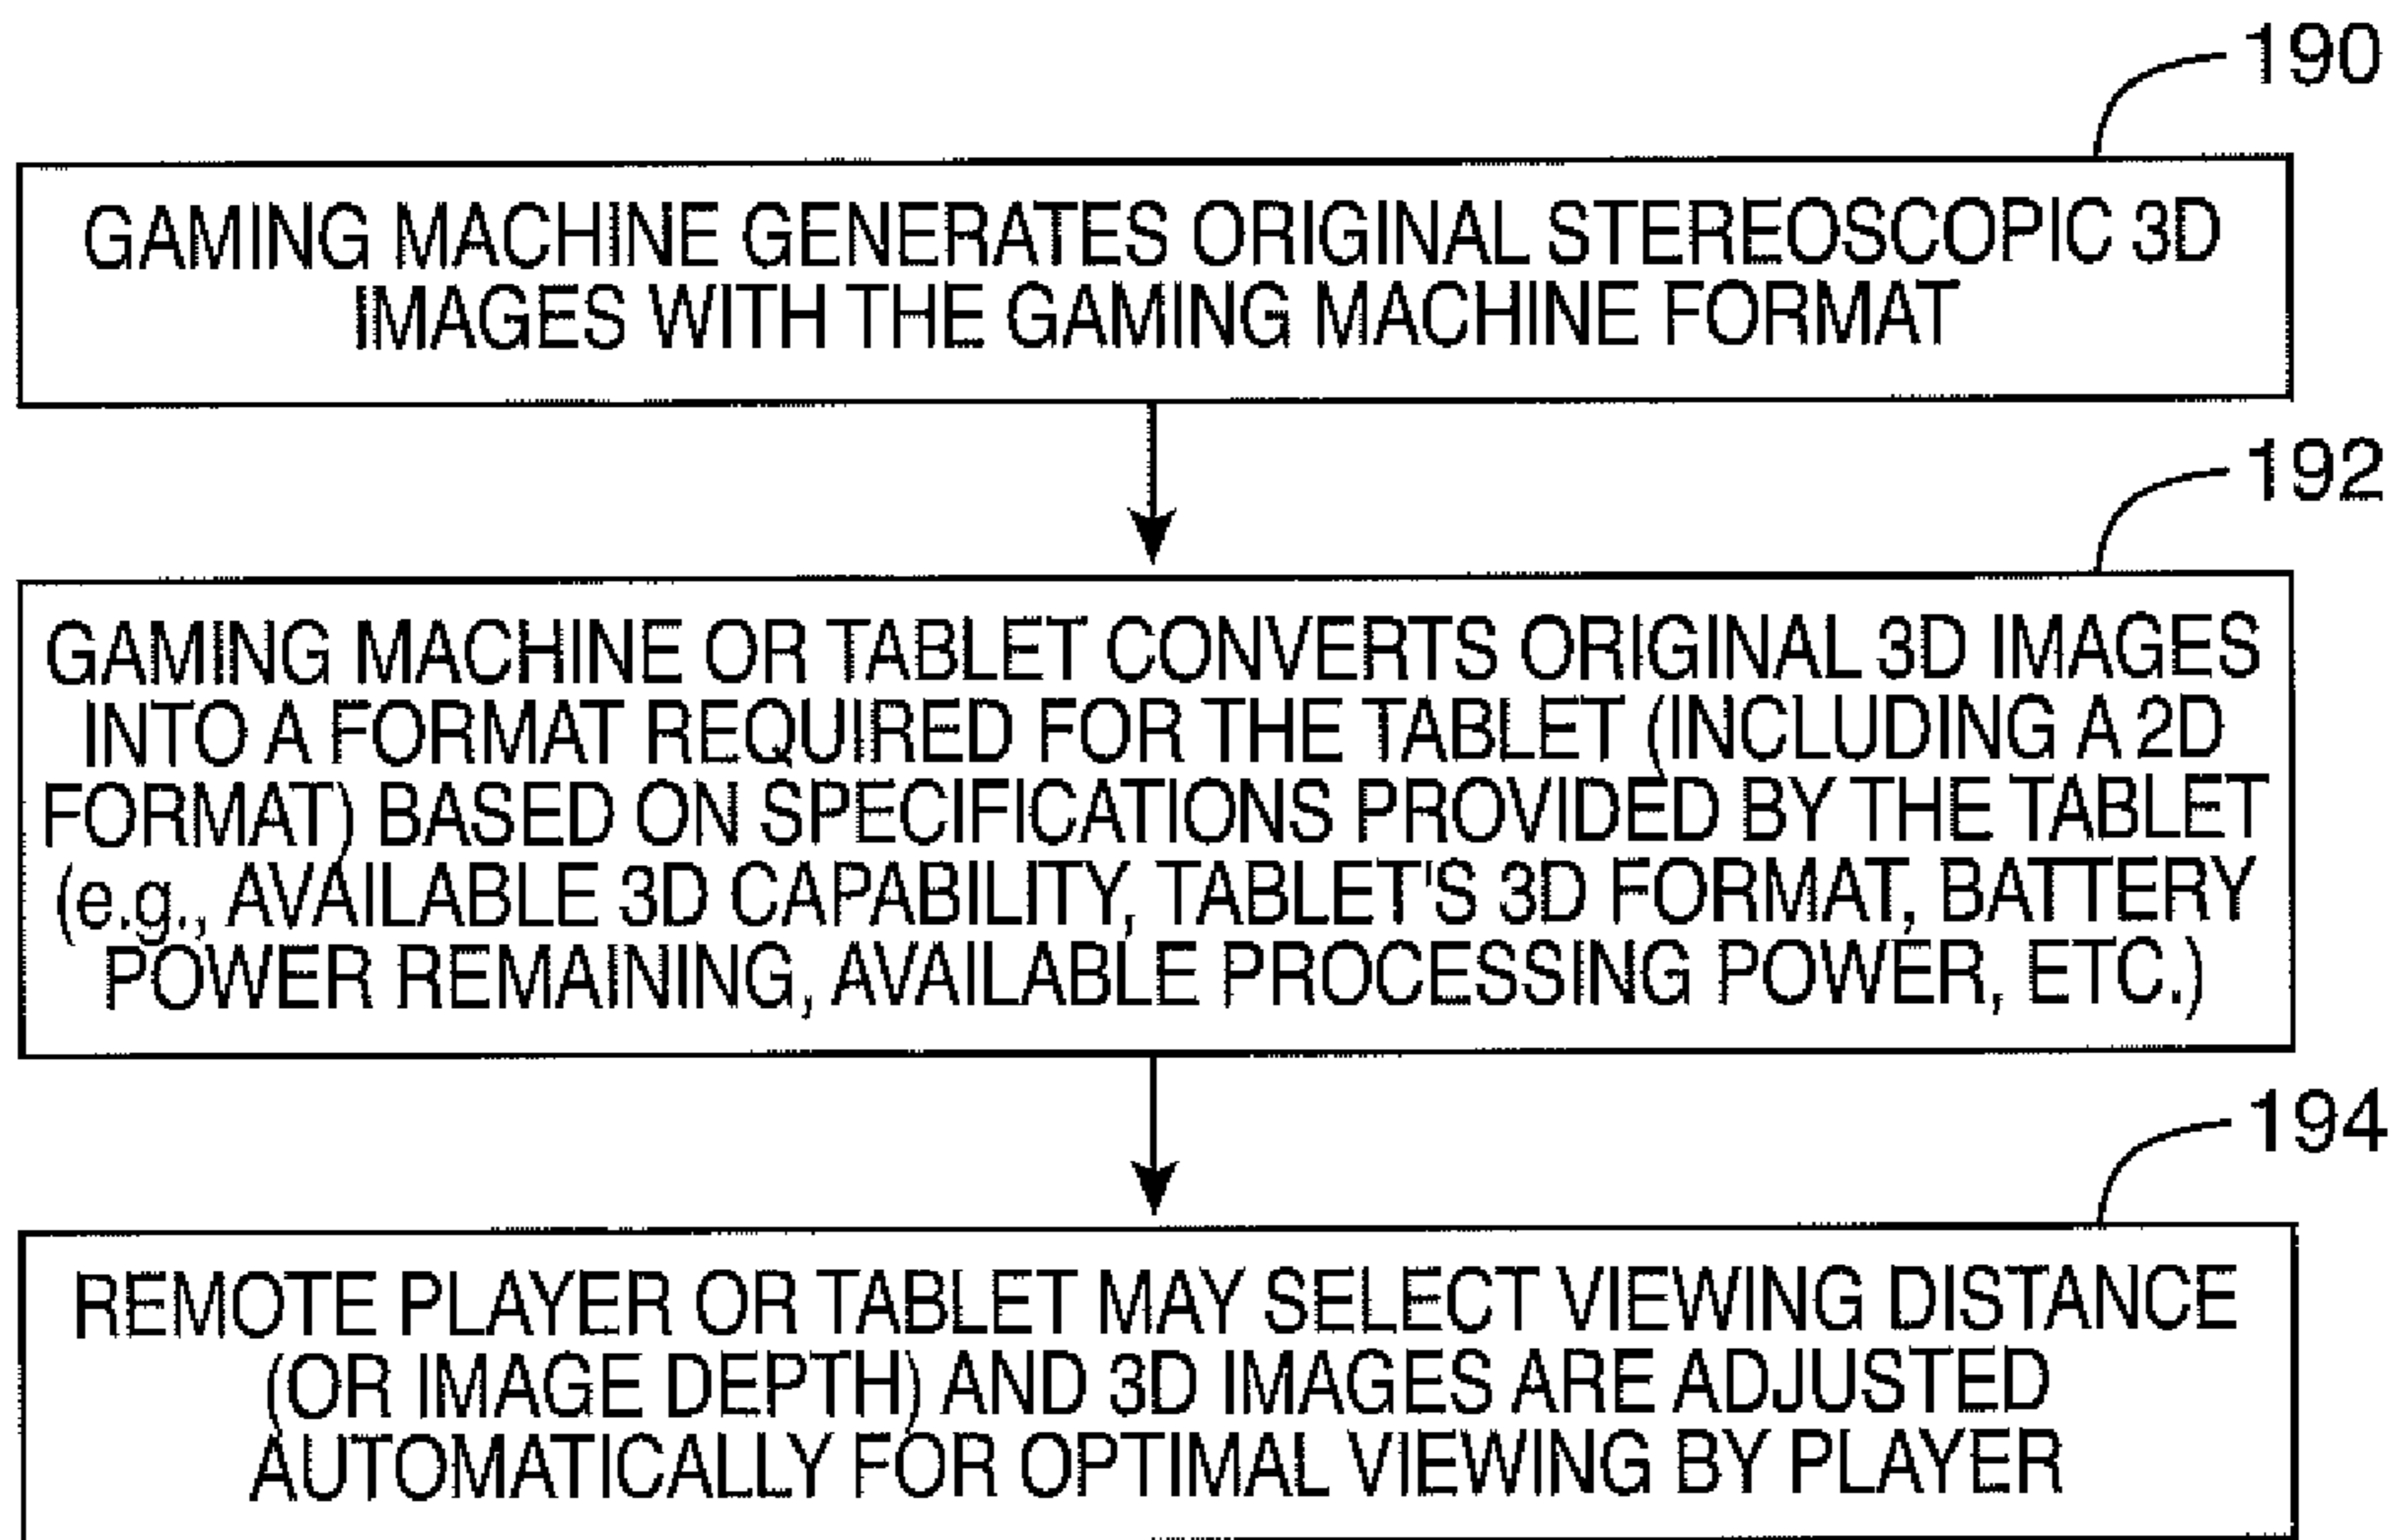 190
GAMING MACHINE GENERATES ORIGINAL STEREOSCOPIC 3D
IMAGES WITH THE GAMING MACHINE FORMAT
192
GAMING MACHINE OR TABLET CONVERTS ORIGINAL 3D IMAGES
INTO A FORMAT REQUIRED FOR THE TABLET (INCLUDING A 2D
FORMAT) BASED ON SPECIFICATIONS PROVIDED BY THE TABLET
(e.g., AVAILABLE 3D CAPABILITY, TABLET'S 3D FORMAT, BATTERY
POWER REMAINING, AVAILABLE PROCESSING POWER, ETC.)
194
REMOTE PLAYER OR TABLET MAY SELECT VIEWING DISTANCE
(OR IMAGE DEPTH) AND 3D IMAGES ARE ADJUSTED
AUTOMATICALLY FOR OPTIMAL VIEWING BY PLAYER